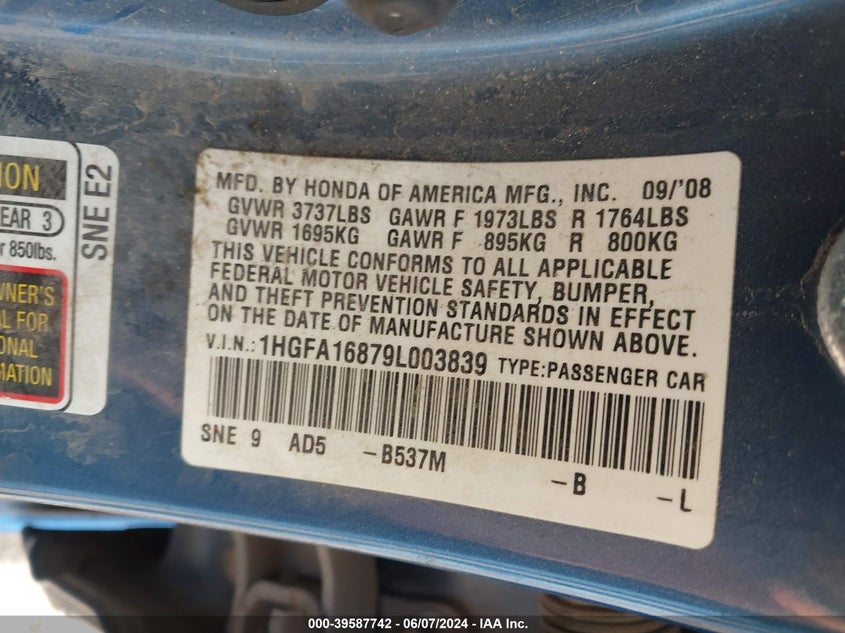 ION
EAR 3
r 850lbs.
WNER'S
AL FOR
ONAL
MATION
SNE E2
MFD. BY HONDA OF AMERICA MFG., INC. 09/'08
GVWR 3737LBS GAWR F 1973LBS R 1764LBS
GVWR 1695KG GAWR F 895KG R 800KG
THIS VEHICLE CONFORMS TO ALL APPLICABLE
FEDERAL MOTOR VEHICLE SAFETY, BUMPER,
AND THEFT PREVENTION STANDARDS IN EFFECT
ON THE DATE OF MANUFACTURE SHOWN ABOVE.
V.I.N.:1HGFA16879L003839 TYPE:PASSENGER CAR
SNE 9 AD5 -B537M -B -L
000-39587742 - 06/07/2024 - IAA Inc.